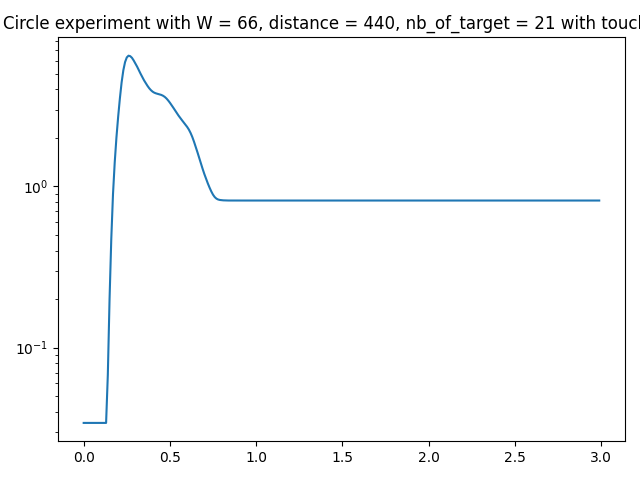 Circle experiment with W = 66, distance = 440, nb_of_target = 21 with touc
10⁰
10⁻¹
0.0 0.5 1.0 1.5 2.0 2.5 3.0